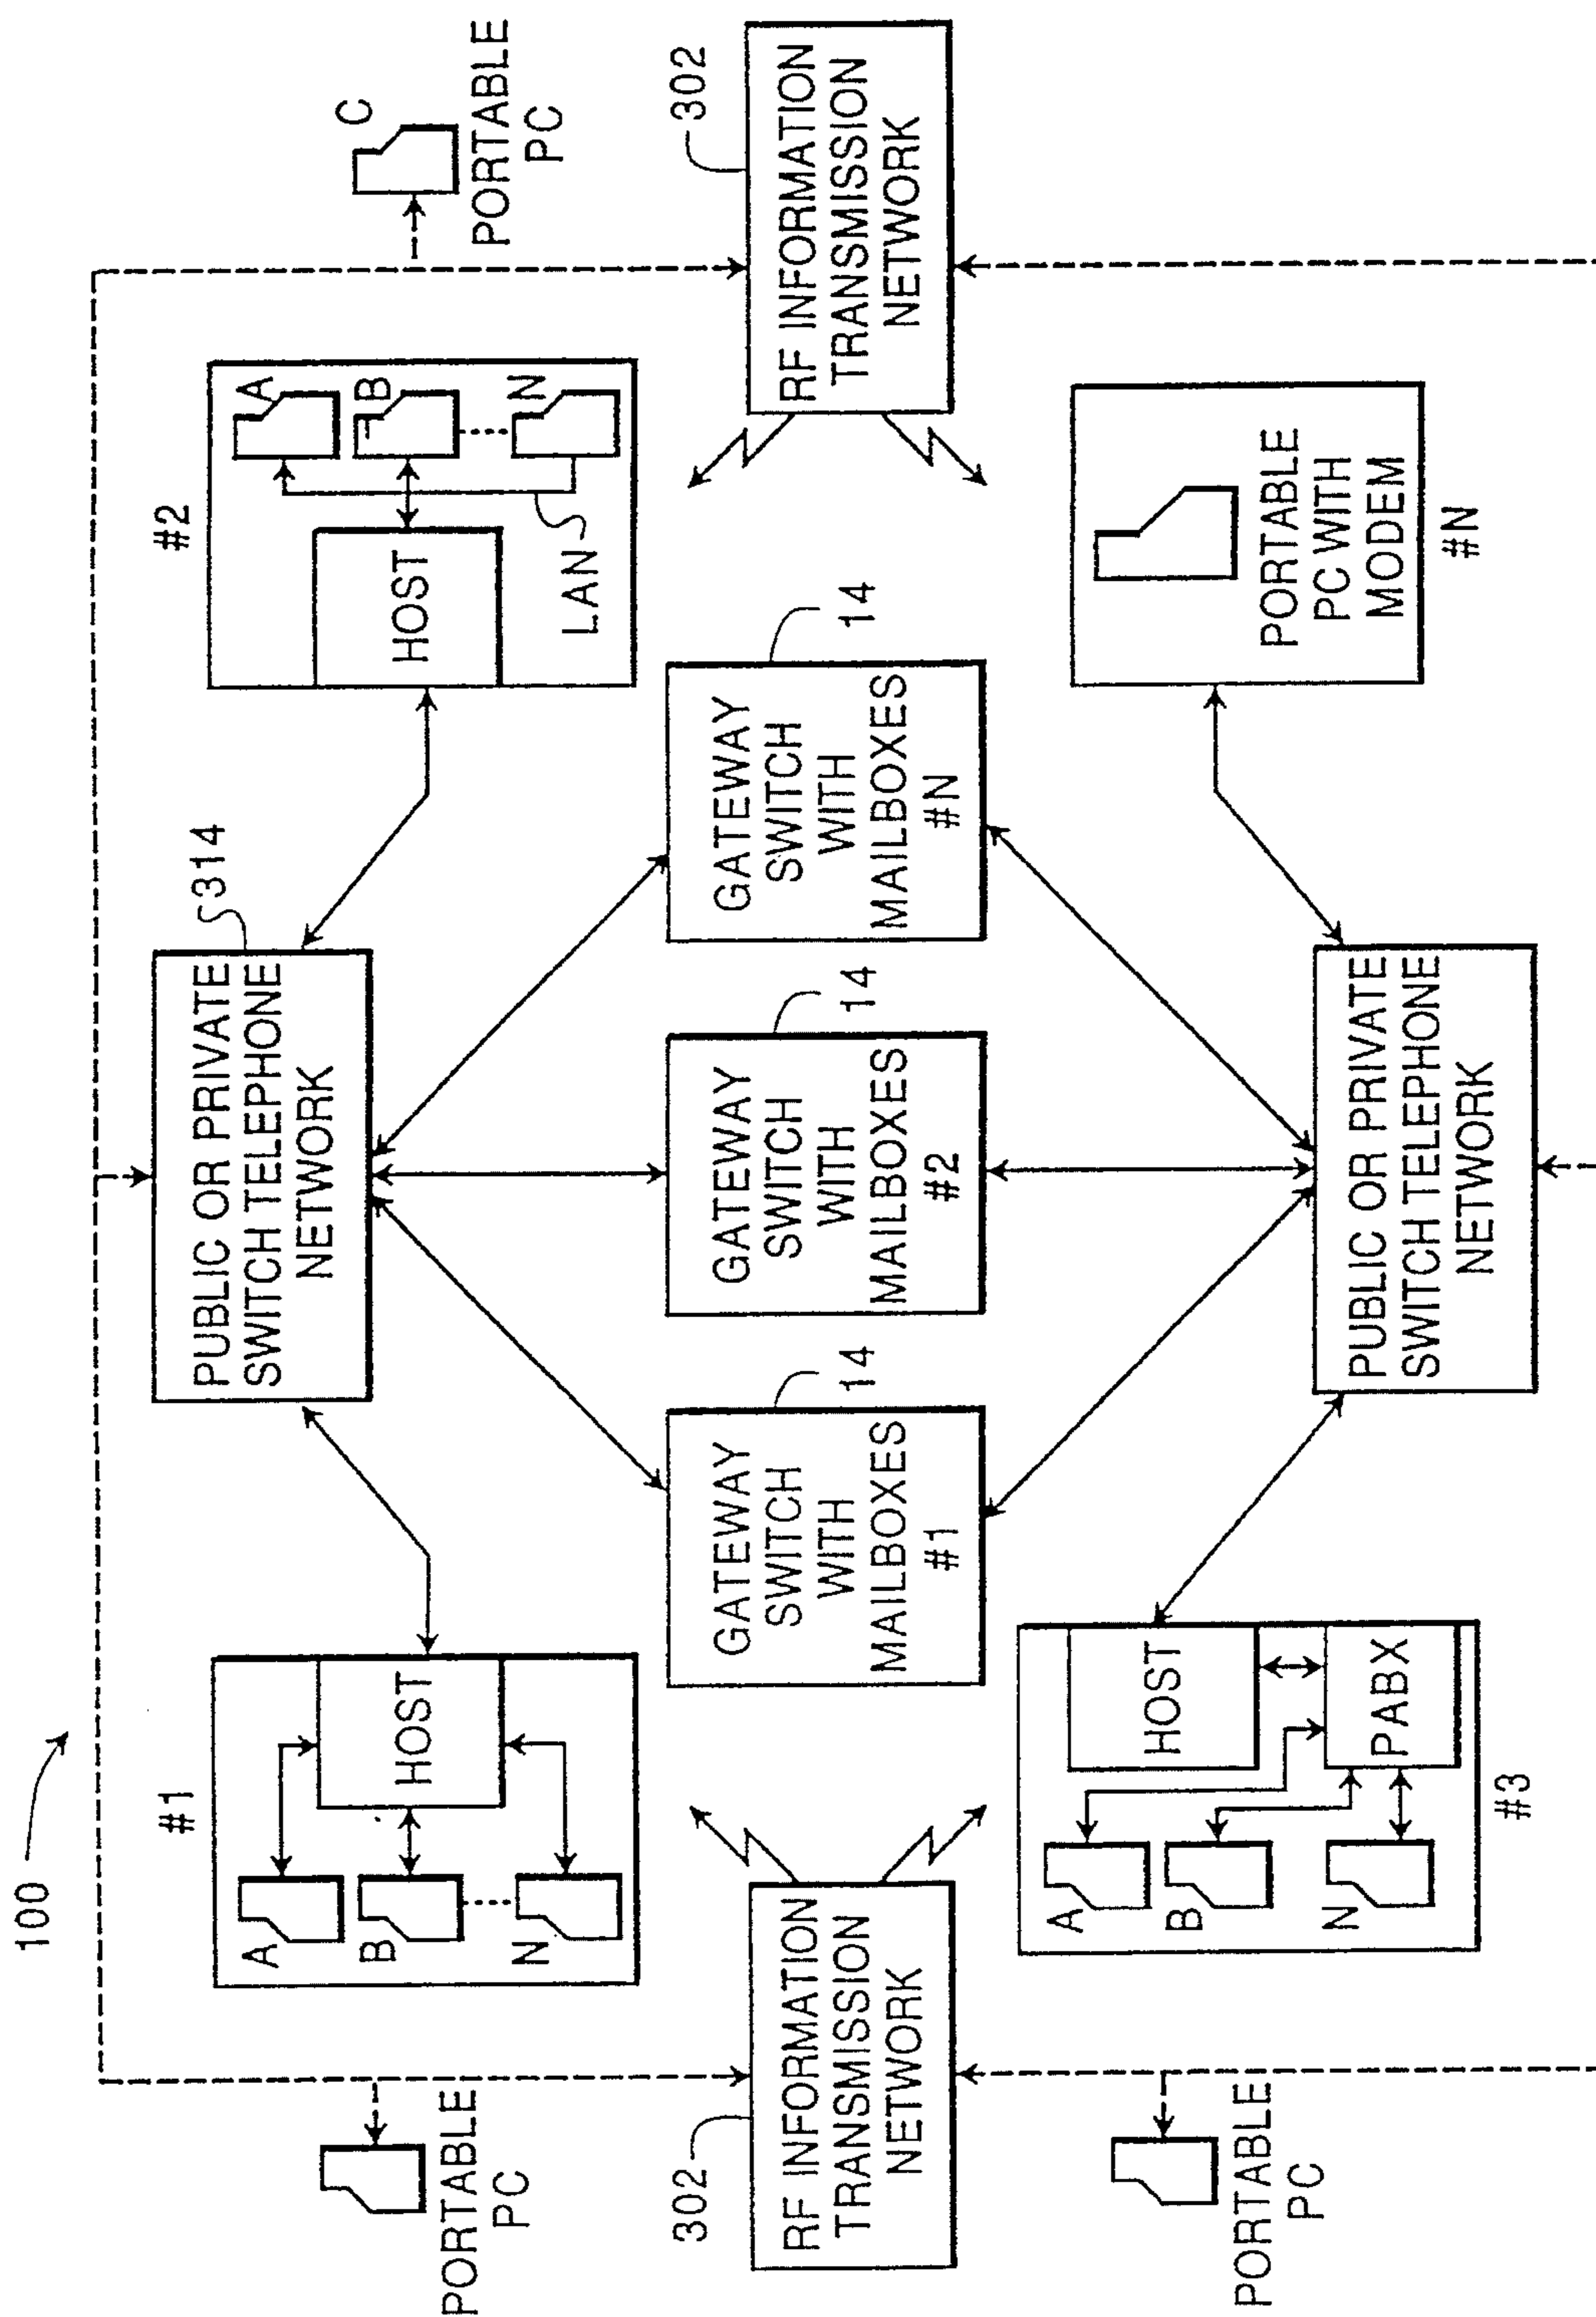 100
#1
A
B
N
HOST
PUBLIC OR PRIVATE
SWITCH TELEPHONE
NETWORK
314
#2
HOST
A
B
N
LAN
C
PORTABLE
PC
PORTABLE
PC
302
RF INFORMATION
TRANSMISSION
NETWORK
GATEWAY
SWITCH
WITH
MAILBOXES
#1
14
GATEWAY
SWITCH
WITH
MAILBOXES
#2
14
GATEWAY
SWITCH
WITH
MAILBOXES
#N
14
302
RF INFORMATION
TRANSMISSION
NETWORK
PORTABLE
PC
A
B
N
HOST
PABX
#3
PUBLIC OR PRIVATE
SWITCH TELEPHONE
NETWORK
PORTABLE
PC WITH
MODEM
#N